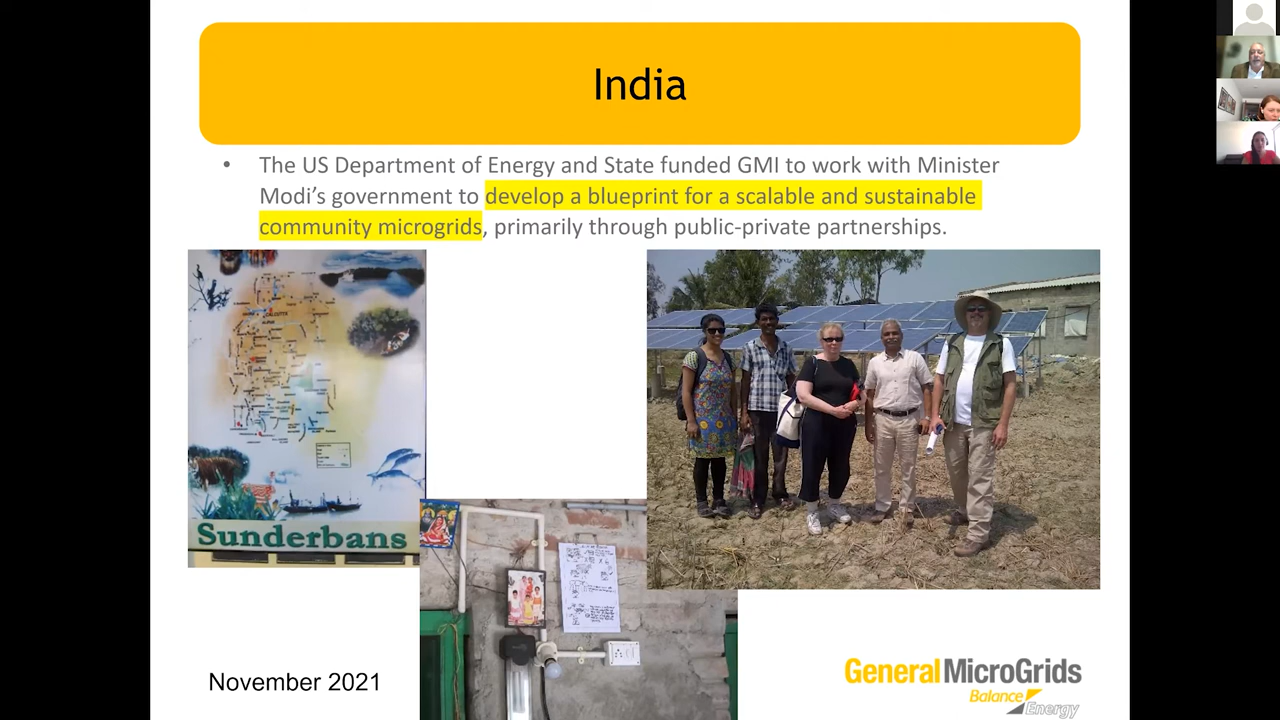 India
• The US Department of Energy and State funded GMI to work with Minister
Modi’s government to develop a blueprint for a scalable and sustainable
community microgrids, primarily through public-private partnerships.
Sunderbans
November 2021
General MicroGrids
Balance
Energy